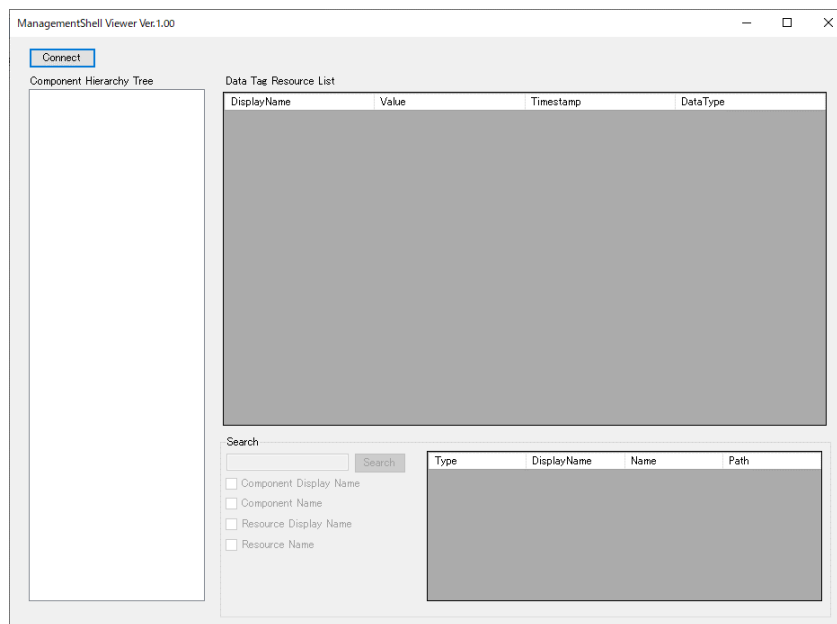 ManagementShell Viewer Ver.1.00
Connect
Component Hierarchy Tree
Data Tag Resource List
DisplayName Value Timestamp DataType
Search
Search
Type DisplayName Name Path
Component Display Name
Component Name
Resource Display Name
Resource Name